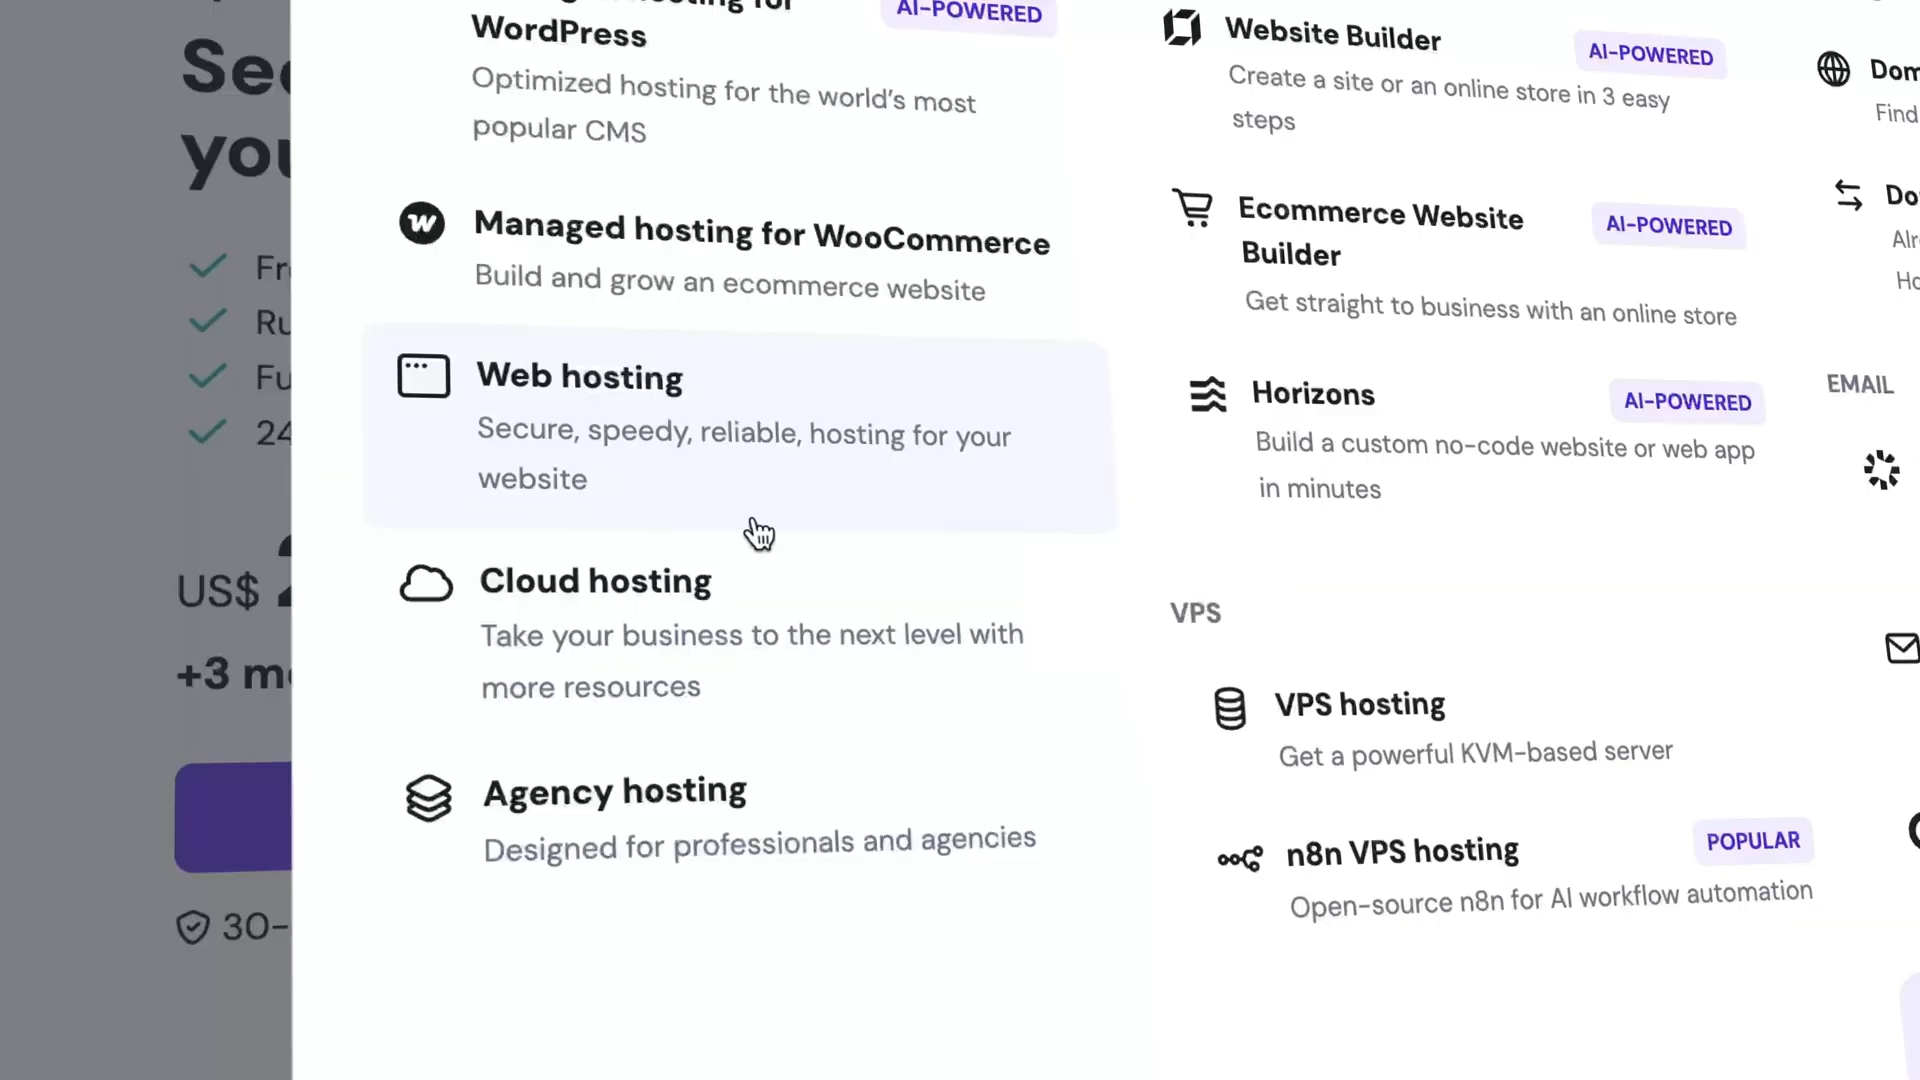 WordPress
AI-POWERED
Optimized hosting for the world's most
popular CMS
Managed hosting for WooCommerce
Build and grow an ecommerce website
Web hosting
Secure, speedy, reliable, hosting for your
website
Cloud hosting
Take your business to the next level with
more resources
Agency hosting
Designed for professionals and agencies
Website Builder
AI-POWERED
Create a site or an online store in 3 easy
steps
Ecommerce Website
AI-POWERED
Builder
Get straight to business with an online store
Horizons
AI-POWERED
Build a custom no-code website or web app
in minutes
VPS
VPS hosting
Get a powerful KVM-based server
n8n VPS hosting
POPULAR
Open-source n8n for AI workflow automation
Find
EMAIL
US$
+3
30-
24